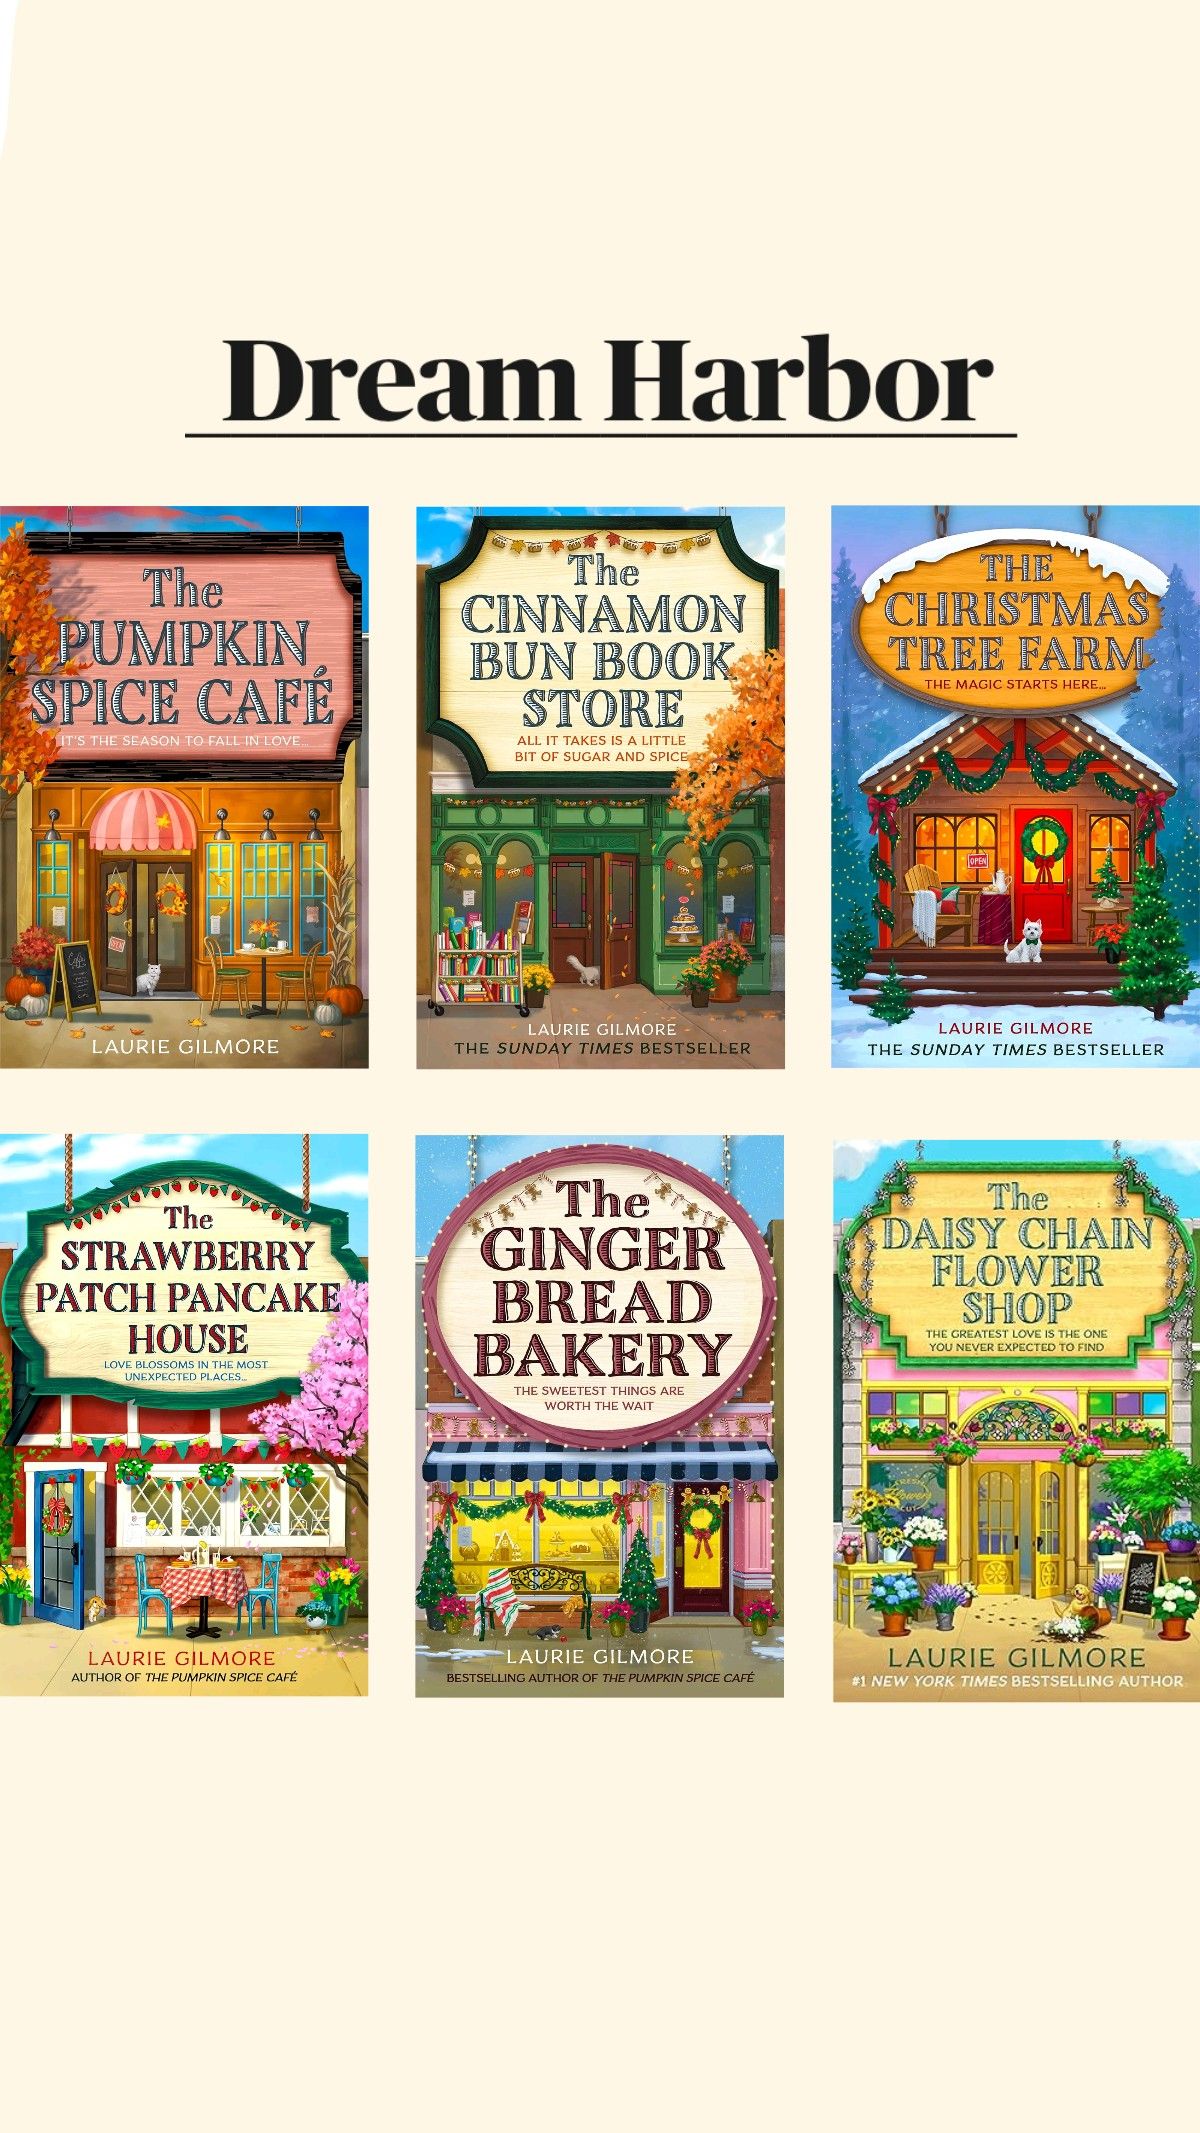 Dream Harbor
The
PUMPKIN
SPICE CAFÉ
IT'S THE SEASON TO FALL IN LOVE...
OPEN
Café
LAURIE GILMORE
The
CINNAMON
BUN BOOK
STORE
ALL IT TAKES IS A LITTLE
BIT OF SUGAR AND SPICE
LAURIE GILMORE
THE SUNDAY TIMES BESTSELLER
THE
CHRISTMAS
TREE FARM
THE MAGIC STARTS HERE...
OPEN
LAURIE GILMORE
THE SUNDAY TIMES BESTSELLER
The
STRAWBERRY
PATCH PANCAKE
HOUSE
LOVE BLOSSOMS IN THE MOST
UNEXPECTED PLACES...
LAURIE GILMORE
AUTHOR OF THE PUMPKIN SPICE CAFÉ
The
GINGER
BREAD
BAKERY
THE SWEETEST THINGS ARE
WORTH THE WAIT
LAURIE GILMORE
BESTSELLING AUTHOR OF THE PUMPKIN SPICE CAFÉ
The
DAISY CHAIN
FLOWER
SHOP
THE GREATEST LOVE IS THE ONE
YOU NEVER EXPECTED TO FIND
LAURIE GILMORE
#1 NEW YORK TIMES BESTSELLING AUTHOR